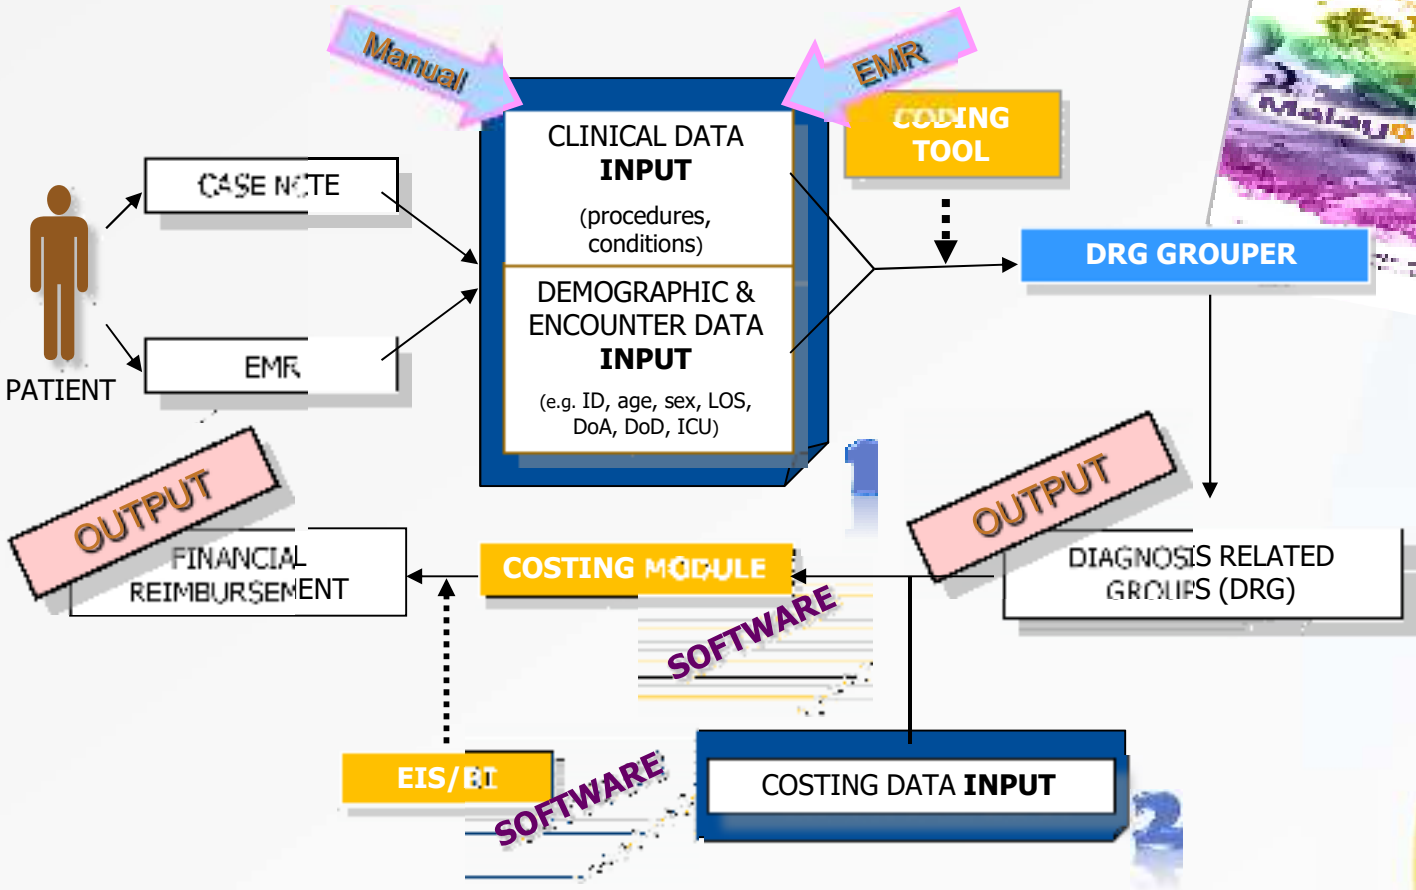 Manual
EMR
CODING
TOOL
CLINICAL DATA
INPUT
(procedures,
conditions)
CASE NOTE
DRG GROUPER
DEMOGRAPHIC &
ENCOUNTER DATA
INPUT
(e.g. ID, age, sex, LOS,
DoA, DoD, ICU)
EMR
PATIENT
1
OUTPUT
OUTPUT
FINANCIAL
REIMBURSEMENT
COSTING MODULE
DIAGNOSIS RELATED
GROUPS (DRG)
SOFTWARE
EIS/BI
SOFTWARE
COSTING DATA INPUT
2